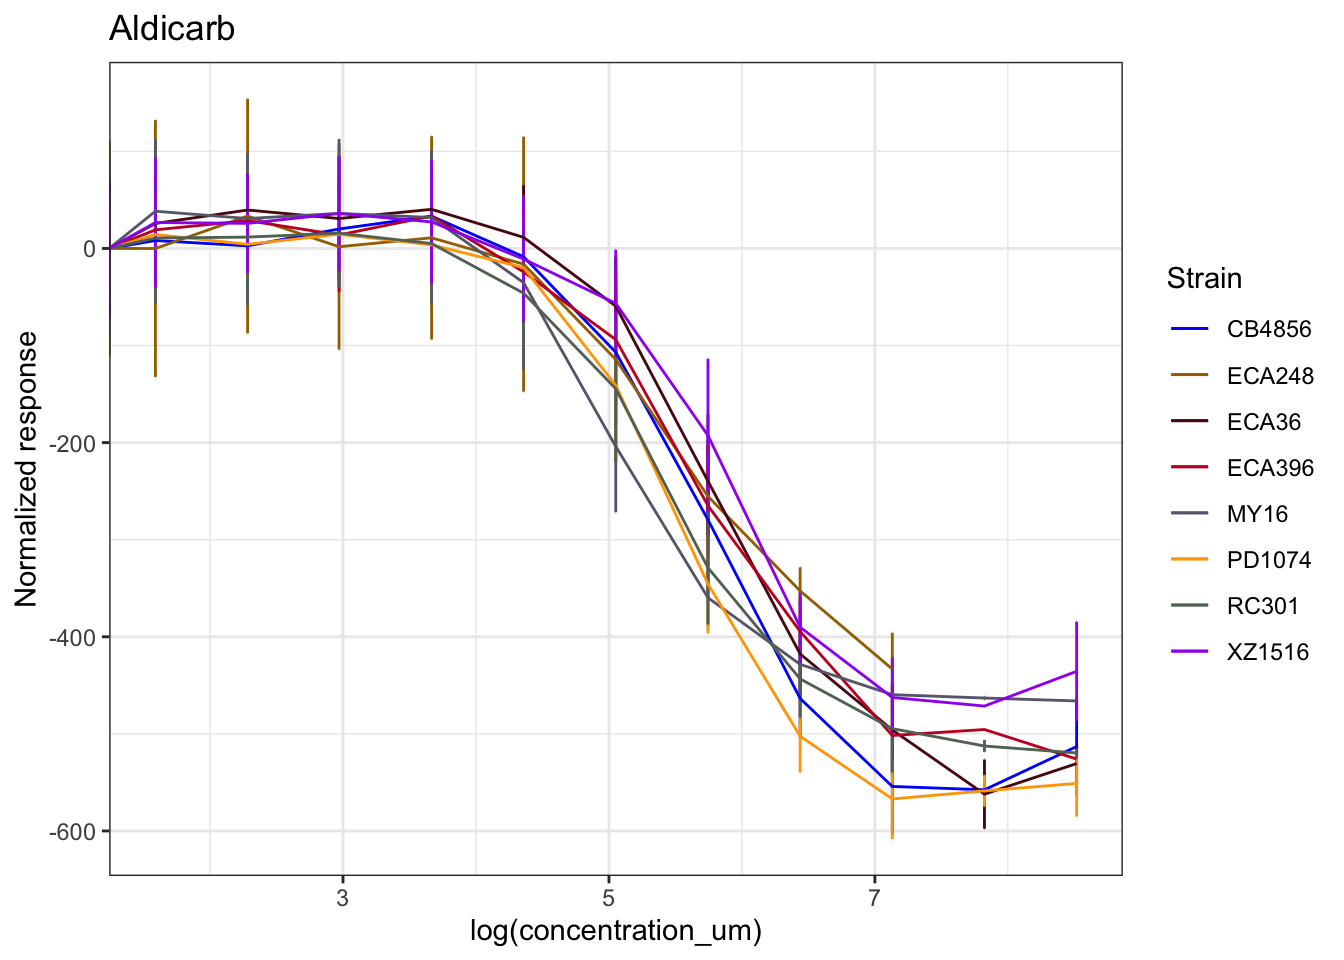 Aldicarb
Normalized response
0
-200
-400
-600
3
5
7
log(concentration_um)
Strain
CB4856
ECA248
ECA36
ECA396
MY16
PD1074
RC301
XZ1516